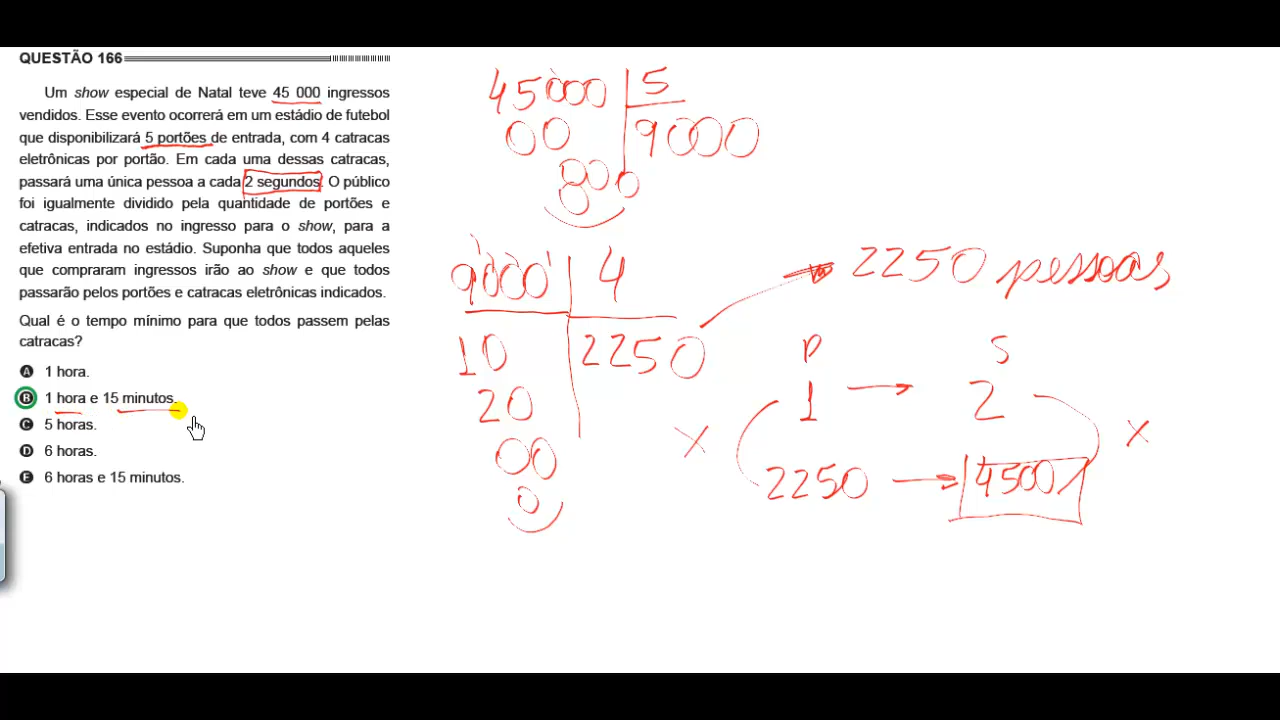 QUESTÃO 166
Um show especial de Natal teve 45 000 ingressos
vendidos. Esse evento ocorrerá em um estádio de futebol
que disponibilizará 5 portões de entrada, com 4 catracas
eletrônicas por portão. Em cada uma dessas catracas,
passará uma única pessoa a cada 2 segundos. O público
foi igualmente dividido pela quantidade de portões e
catracas, indicados no ingresso para o show, para a
efetiva entrada no estádio. Suponha que todos aqueles
que compraram ingressos irão ao show e que todos
passarão pelos portões e catracas eletrônicas indicados.
Qual é o tempo mínimo para que todos passem pelas
catracas?
A 1 hora.
B 1 hora e 15 minutos.
C 5 horas.
D 6 horas.
E 6 horas e 15 minutos.
45000 5
00 9000
000
0
9000 4
10 2250
20
00
0
2250 pessoas
P S
1 2
X X
2250 4500